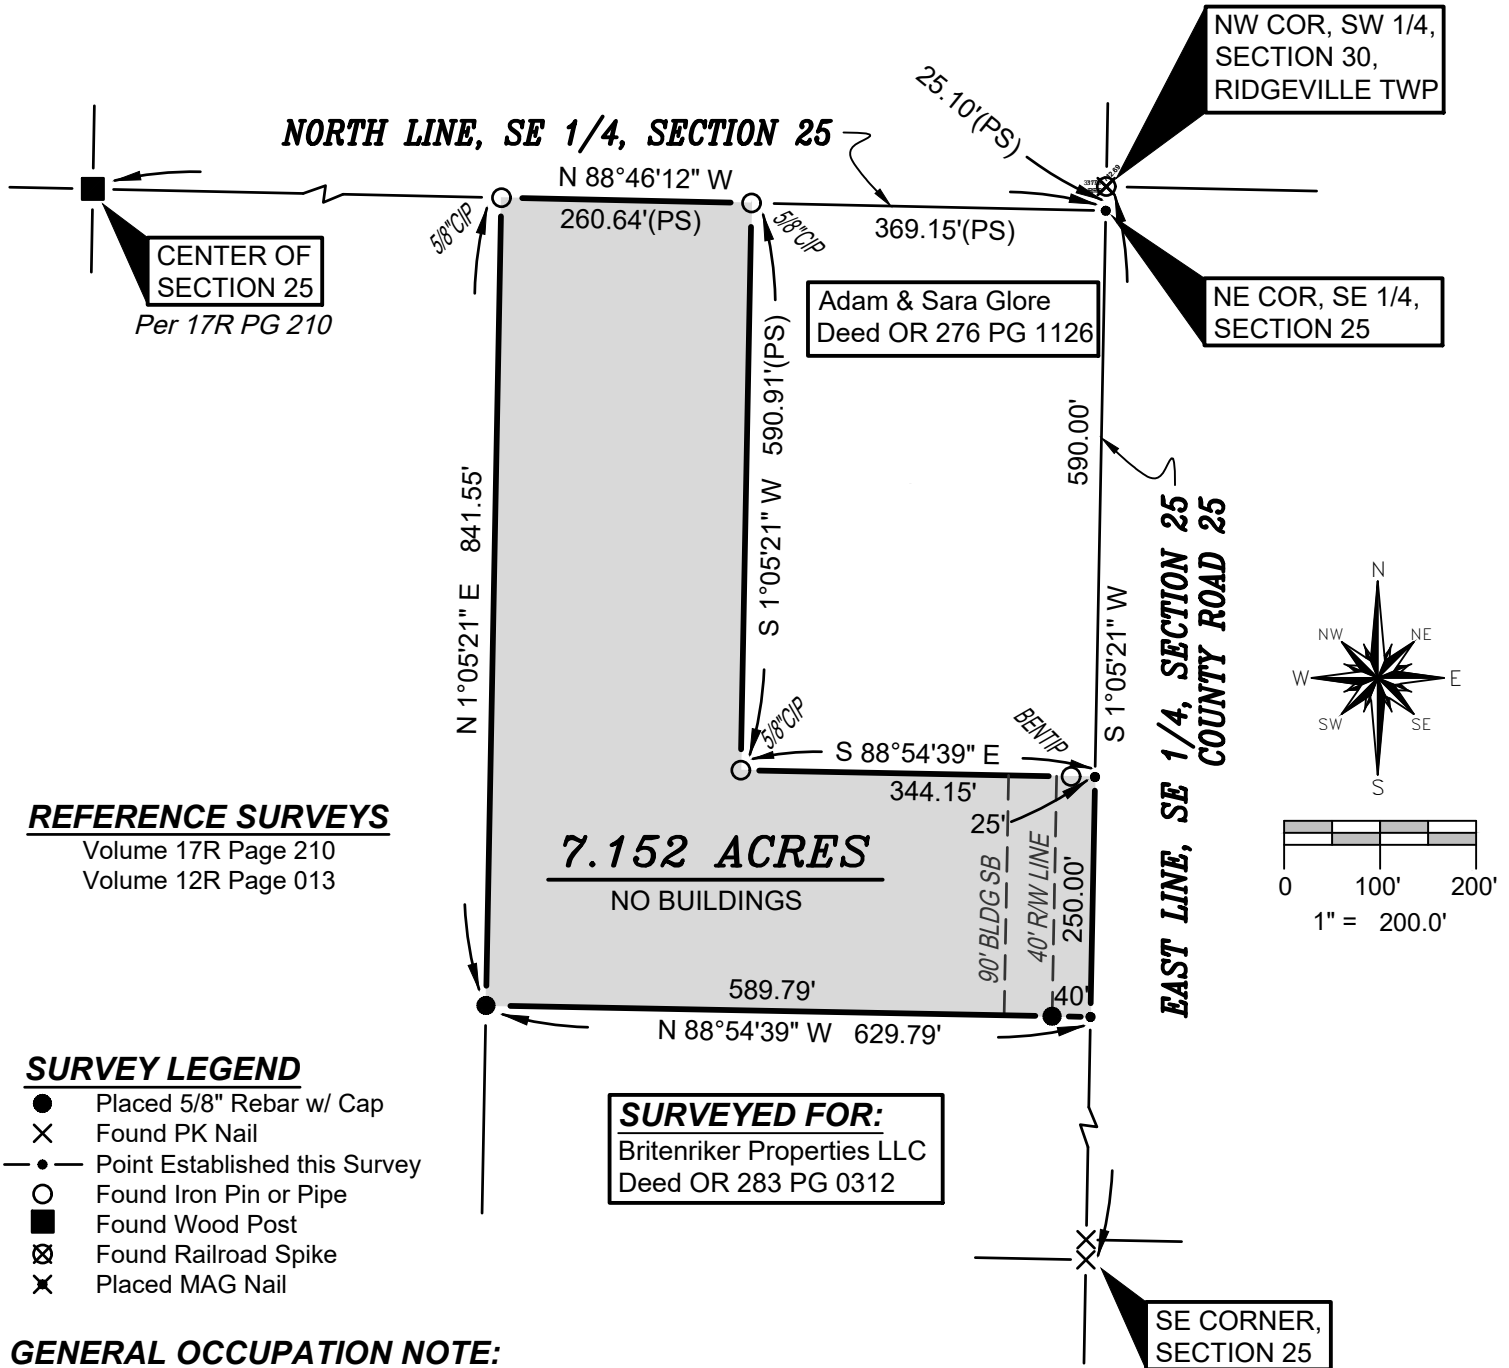 NW COR, SW 1/4,
SECTION 30,
RIDGEVILLE TWP
25.10'(PS)
NORTH LINE, SE 1/4, SECTION 25
N 88°46'12" W
260.64'(PS)
369.15'(PS)
5/8"CIP
5/8"CIP
CENTER OF
SECTION 25
Per 17R PG 210
Adam & Sara Glore
Deed OR 276 PG 1126
NE COR, SE 1/4,
SECTION 25
N 1°05'21" E 841.55'
S 1°05'21" W 590.91'(PS)
590.00'
S 1°05'21" W
EAST LINE, SE 1/4, SECTION 25
COUNTY ROAD 25
N
NW
NE
W
E
SW
SE
S
5/8"CIP
BENTIP
S 88°54'39" E
344.15'
25'
REFERENCE SURVEYS
Volume 17R Page 210
Volume 12R Page 013
7.152 ACRES
NO BUILDINGS
90' BLDG SB
40' R/W LINE
250.00'
0 100' 200'
1" = 200.0'
589.79'
40'
N 88°54'39" W 629.79'
SURVEY LEGEND
Placed 5/8" Rebar w/ Cap
Found PK Nail
Point Established this Survey
Found Iron Pin or Pipe
Found Wood Post
Found Railroad Spike
Placed MAG Nail
SURVEYED FOR:
Britenriker Properties LLC
Deed OR 283 PG 0312
SE CORNER,
SECTION 25
GENERAL OCCUPATION NOTE: